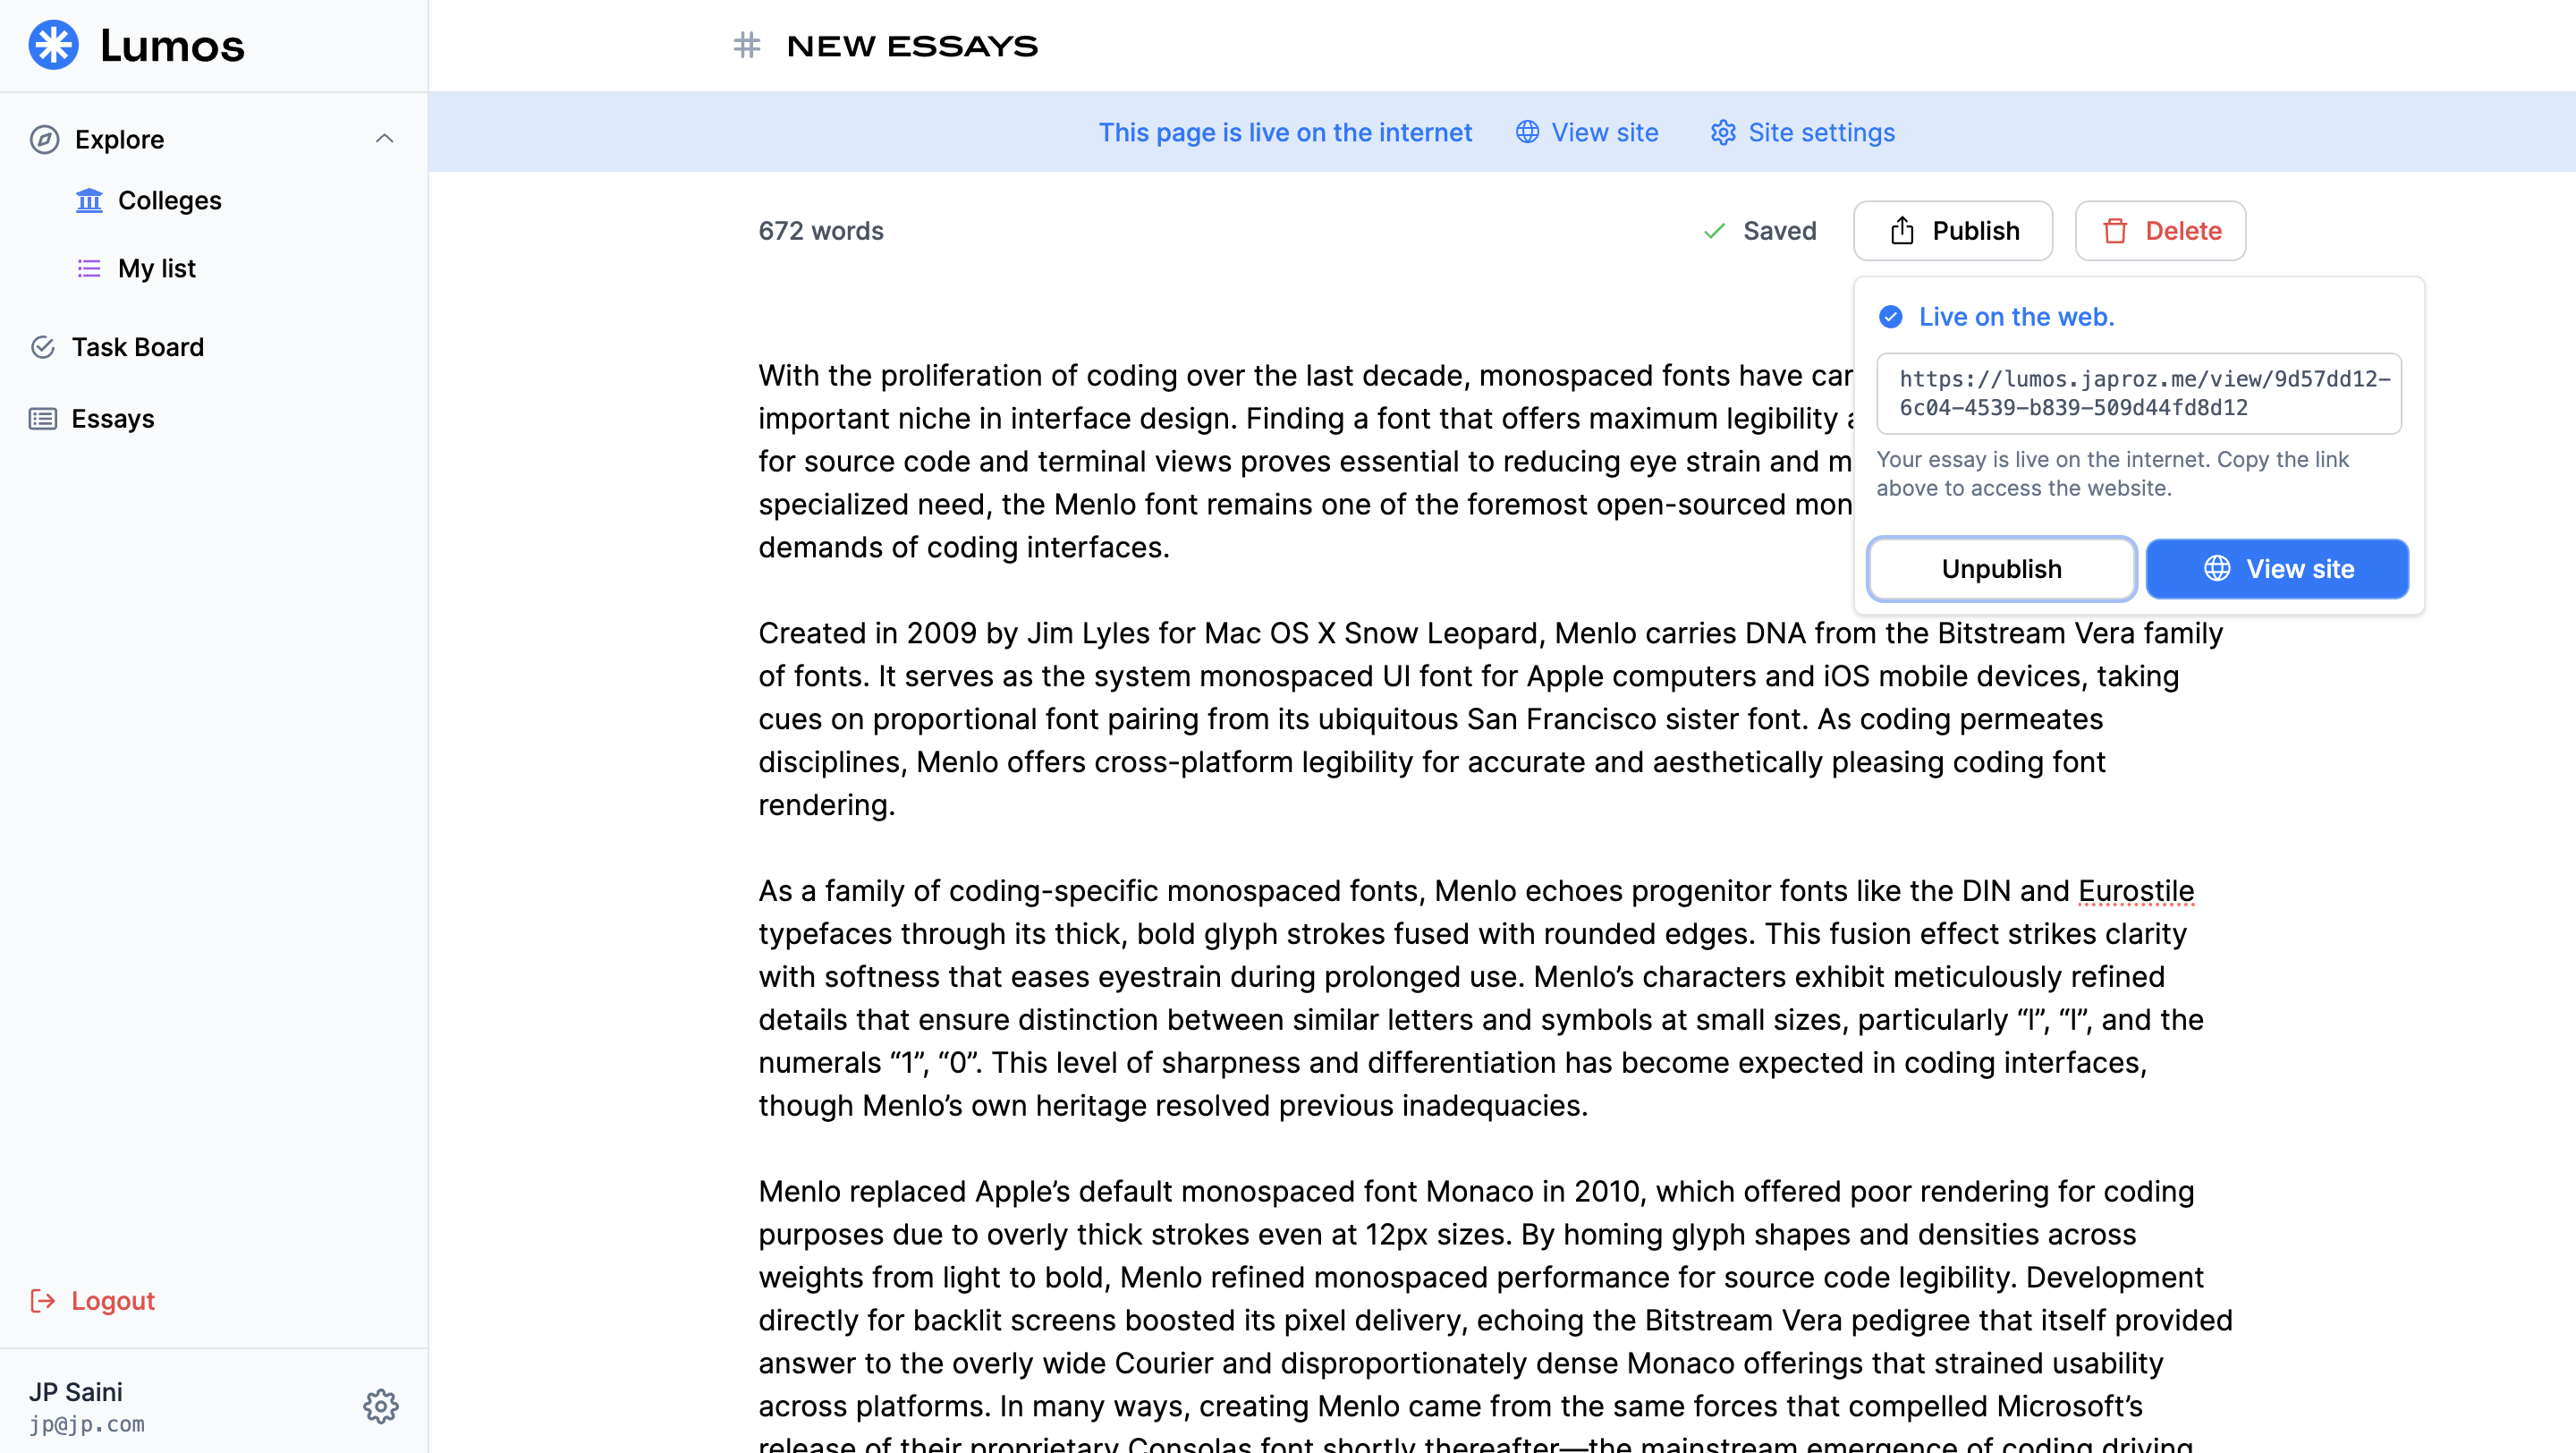 Lumos
Explore
Colleges
My list
Task Board
Essays
Logout
JP Saini
jp@jp.com
NEW ESSAYS
This page is live on the internet
View site
Site settings
672 words
Saved
Publish
Delete
Live on the web.
https://lumos.japroz.me/view/9d57dd12-
6c04-4539-b839-509d44fd8d12
Your essay is live on the internet. Copy the link
above to access the website.
Unpublish
View site
With the proliferation of coding over the last decade, monospaced fonts have
important niche in interface design. Finding a font that offers maximum legibility
for source code and terminal views proves essential to reducing eye strain and
specialized need, the Menlo font remains one of the foremost open-sourced
demands of coding interfaces.
Created in 2009 by Jim Lyles for Mac OS X Snow Leopard, Menlo carries DNA from the Bitstream Vera family
of fonts. It serves as the system monospaced UI font for Apple computers and iOS mobile devices, taking
cues on proportional font pairing from its ubiquitous San Francisco sister font. As coding permeates
disciplines, Menlo offers cross-platform legibility for accurate and aesthetically pleasing coding font
rendering.
As a family of coding-specific monospaced fonts, Menlo echoes progenitor fonts like the DIN and Eurostile
typefaces through its thick, bold glyph strokes fused with rounded edges. This fusion effect strikes clarity
with softness that eases eyestrain during prolonged use. Menlo’s characters exhibit meticulously refined
details that ensure distinction between similar letters and symbols at small sizes, particularly “l”, “I”, and the
numerals “1”, “0”. This level of sharpness and differentiation has become expected in coding interfaces,
though Menlo’s own heritage resolved previous inadequacies.
Menlo replaced Apple’s default monospaced font Monaco in 2010, which offered poor rendering for coding
purposes due to overly thick strokes even at 12px sizes. By homing glyph shapes and densities across
weights from light to bold, Menlo refined monospaced performance for source code legibility. Development
directly for backlit screens boosted its pixel delivery, echoing the Bitstream Vera pedigree that itself provided
answer to the overly wide Courier and disproportionately dense Monaco offerings that strained usability
across platforms. In many ways, creating Menlo came from the same forces that compelled Microsoft’s
release of their proprietary Consolas font shortly thereafter—the mainstream emergence of coding driving